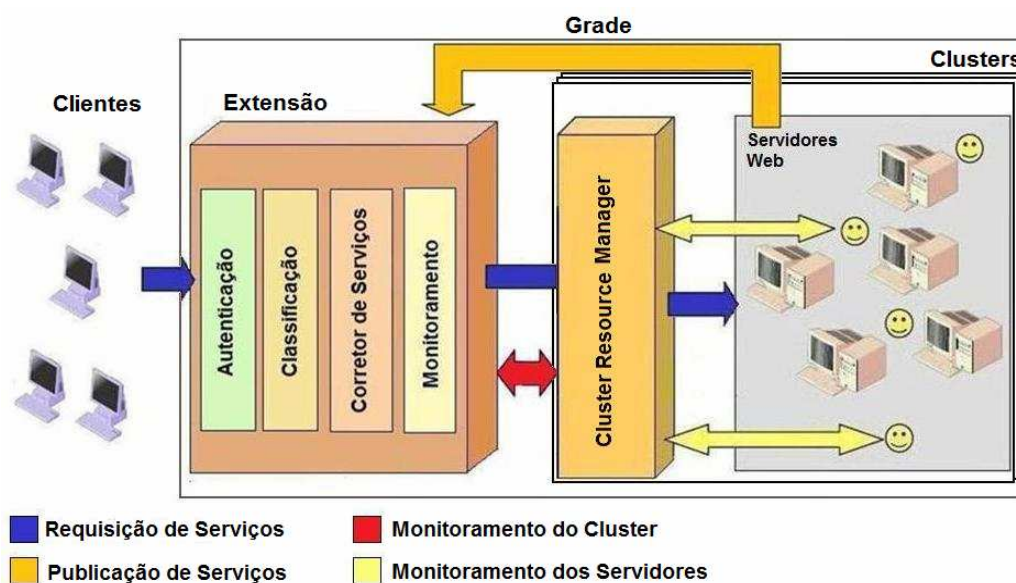 Grade
Clusters
Clientes
Extensão
Servidores
Web
Autenticação
Classificação
Corretor de Serviços
Monitoramento
Cluster Resource Manager
Requisição de Serviços
Monitoramento do Cluster
Publicação de Serviços
Monitoramento dos Servidores